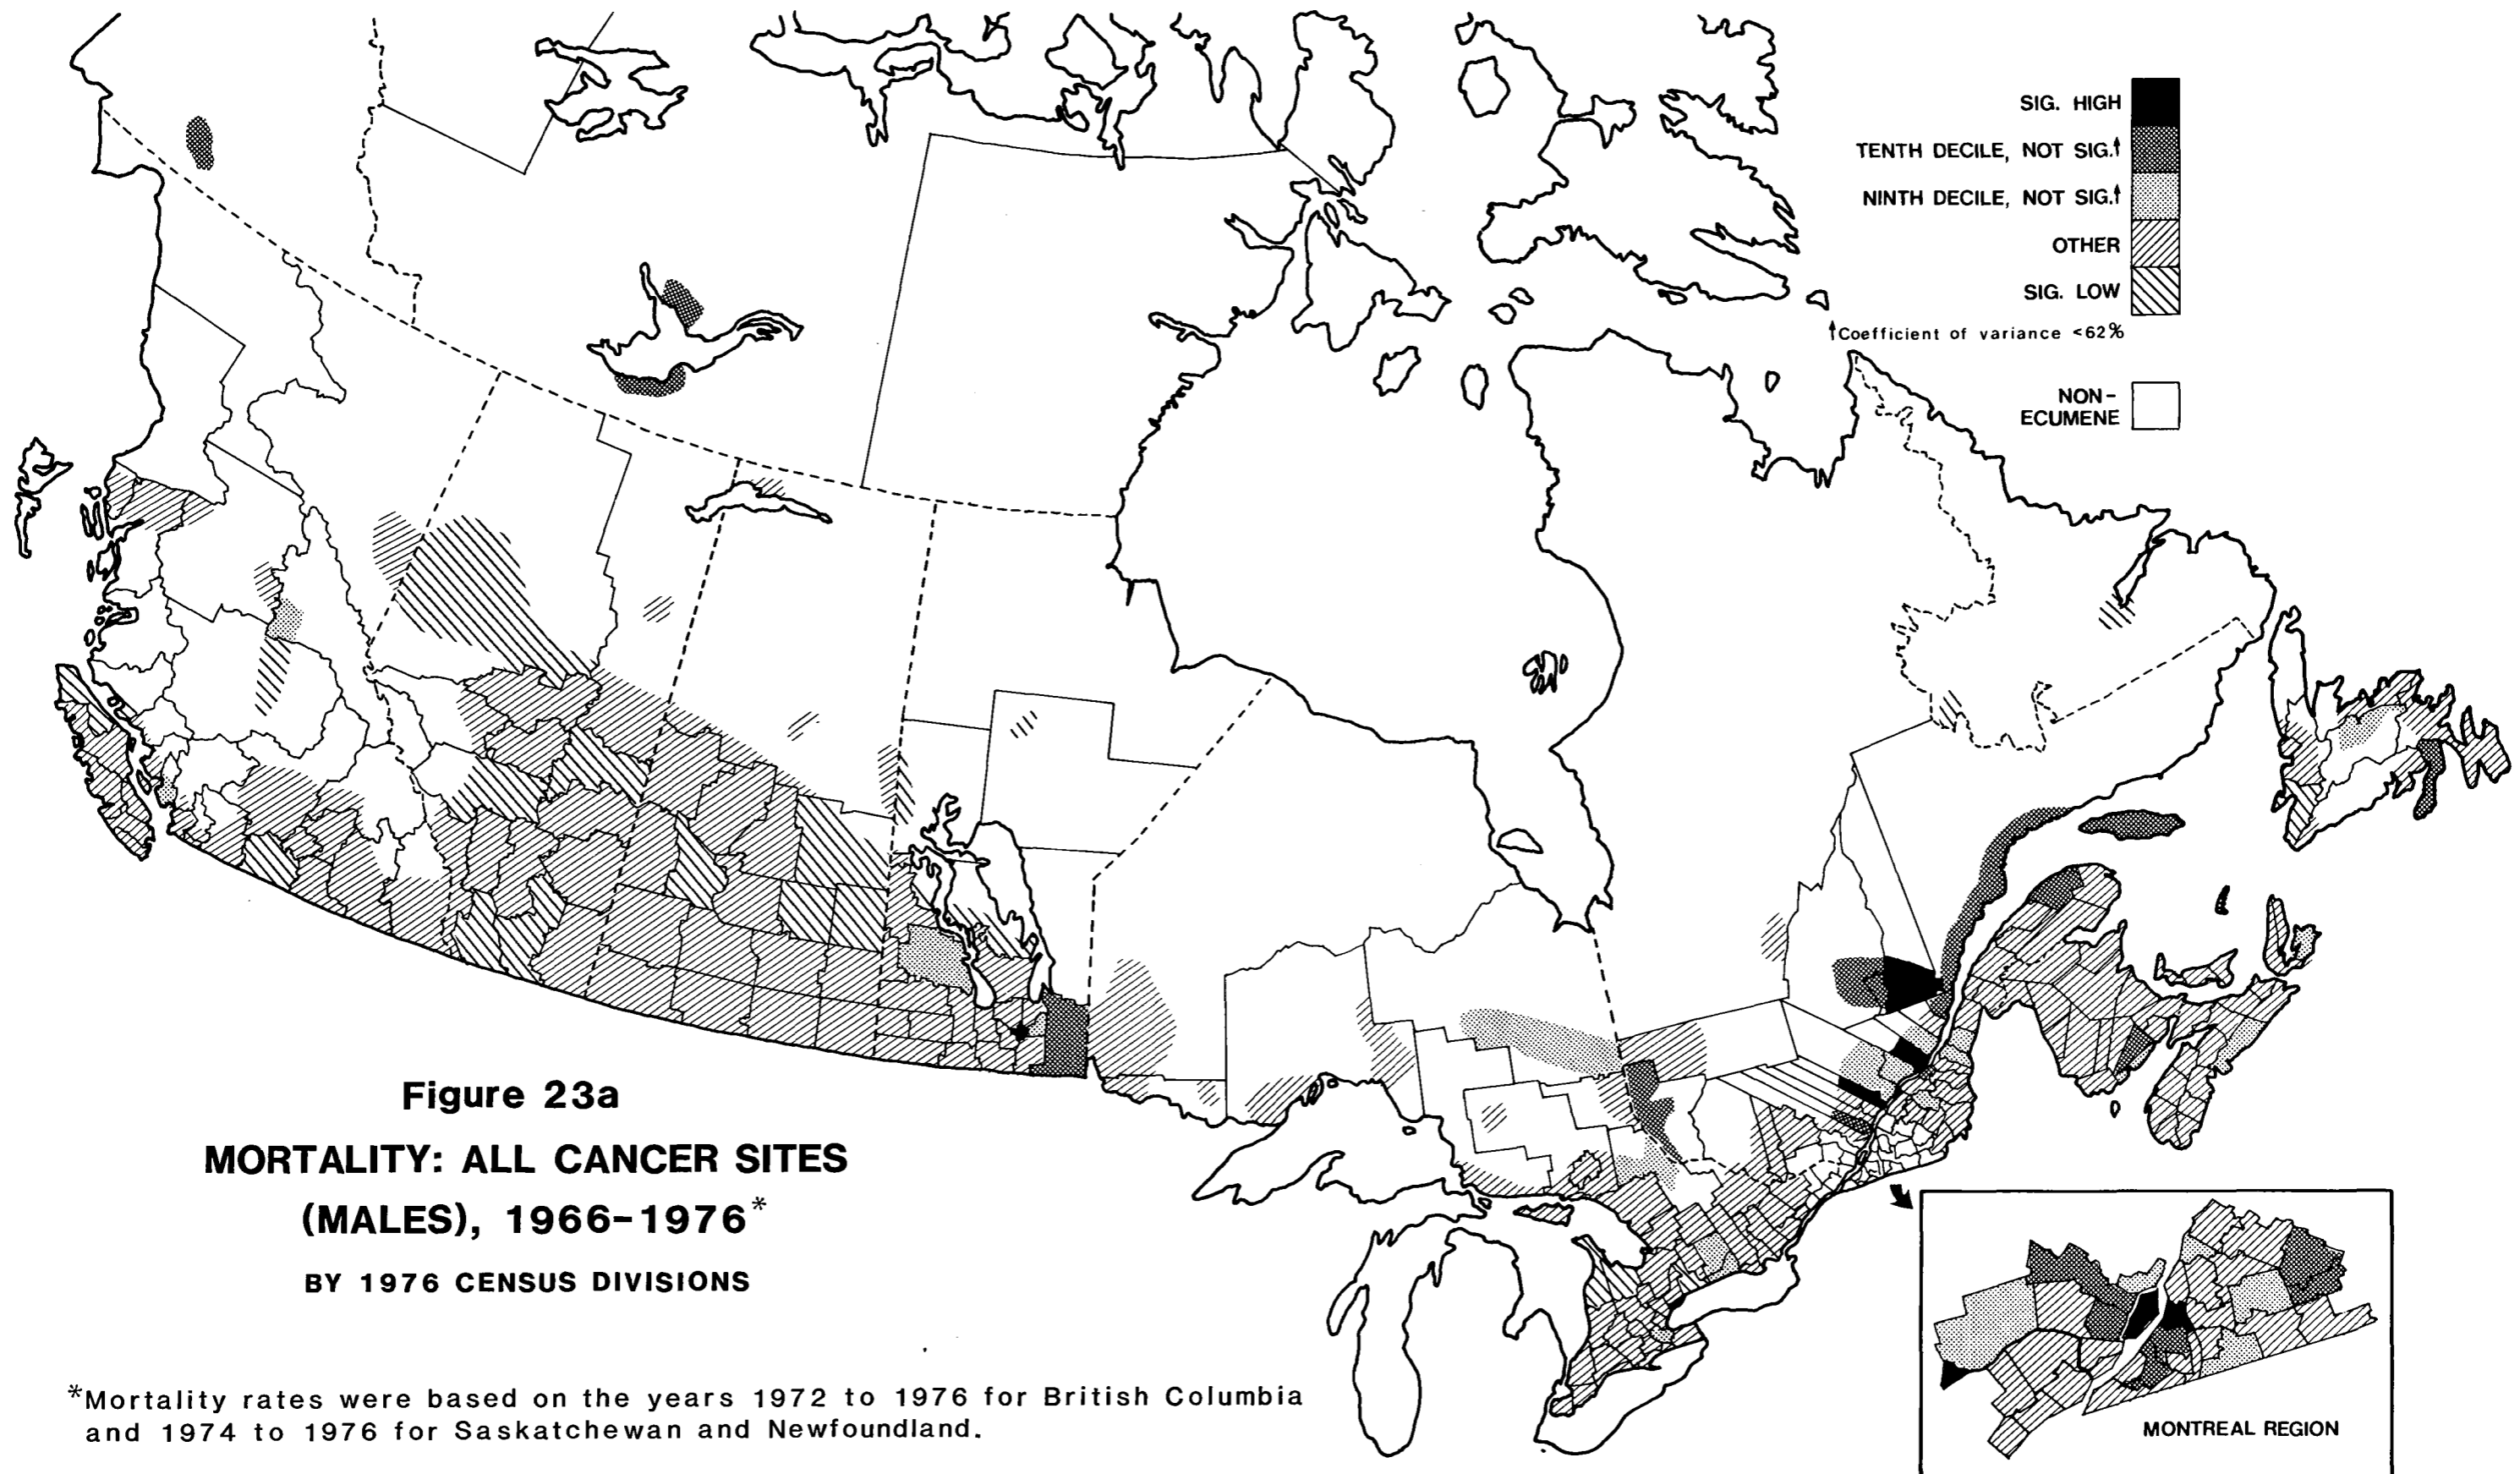 SIG. HIGH
TENTH DECILE, NOT SIG.†
NINTH DECILE, NOT SIG.†
OTHER
SIG. LOW
†Coefficient of variance <62%
NON-
ECUMENE
Figure 23a
MORTALITY: ALL CANCER SITES
(MALES), 1966-1976*
BY 1976 CENSUS DIVISIONS
*Mortality rates were based on the years 1972 to 1976 for British Columbia
and 1974 to 1976 for Saskatchewan and Newfoundland.
MONTREAL REGION